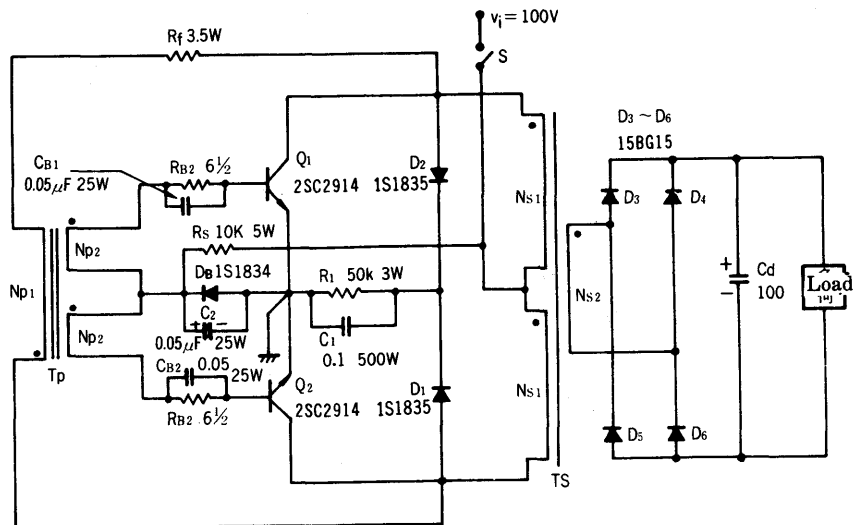 Rf 3.5W
vi=100V
S
D3 ~ D6
15BG15
CB1
0.05μF 25W
RB2 6½
Q1
2SC2914
D2
1S1835
NS1
D3
D4
RS 10K 5W
Np2
DB 1S1834
R1 50k 3W
Np1
NS2
Cd
100
+
-
Load
C2
+ -
0.05μF 25W
C1
0.1 500W
Np2
Tp
CB2 0.05
25W
Q2
2SC2914
D1
1S1835
NS1
RB2 6½
D5
D6
TS